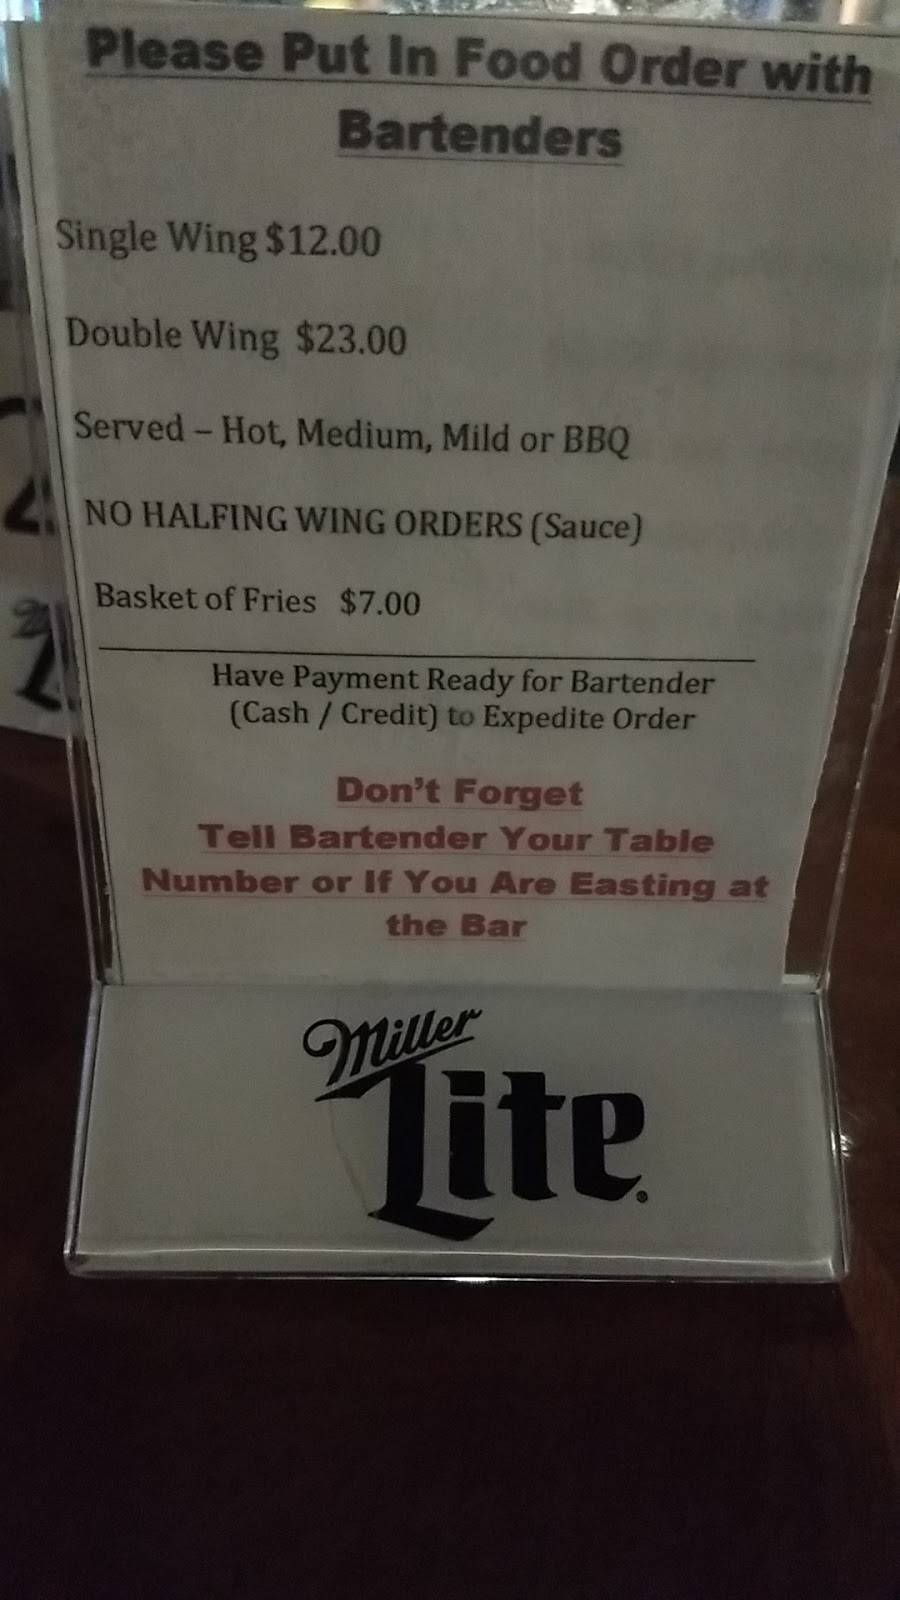 Please Put In Food Order with
Bartenders
Single Wing $12.00
Double Wing $23.00
Served – Hot, Medium, Mild or BBQ
NO HALFING WING ORDERS (Sauce)
Basket of Fries $7.00
Have Payment Ready for Bartender
(Cash / Credit) to Expedite Order
Don't Forget
Tell Bartender Your Table
Number or If You Are Easting at
the Bar
Miller
Lite